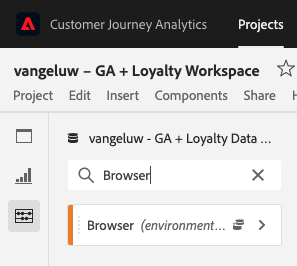 Customer Journey Analytics Projects
vangeluw – GA + Loyalty Workspace
Project Edit Insert Components Share
vangeluw - GA + Loyalty Data ...
Browser
Browser (environment...